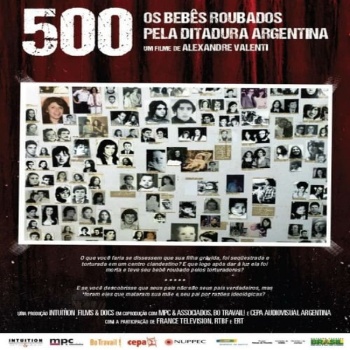 500 OS BEBÊS ROUBADOS
PELA DITADURA ARGENTINA
UM FILME DE ALEXANDRE VALENTI
O que você faria se dissessem que sua filha grávida, foi seqüestrada e
torturada em um centro clandestino? E que logo após dar à luz ela foi
morta e teve seu bebê roubado pelos torturadores?
E se você descobrisse que seus pais não são seus pais verdadeiros, mas
foram eles que mataram sua mãe e seu pai por razões ideológicas?
UMA PRODUÇÃO INTUITION FILMS & DOCS EM COPRODUÇÃO COM MPC & ASSOCIADOS, BO TRAVAIL! E CEPA AUDIOVISUAL ARGENTINA
COM A PARTICIPAÇÃO DE FRANCE TELEVISION, RTBF E ERT
INTUITION mpc Bo Travail! cepa NUPPEC BRASIL